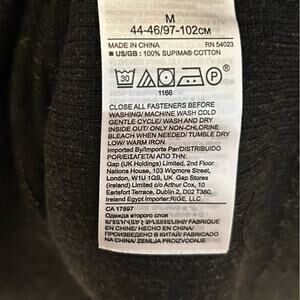 M
44-46/97-102CM
MADE IN CHINA RN 54023
■ US/GB : 100% SUPIMA® COTTON
30
1166
CLOSE ALL FASTENERS BEFORE
WASHING/ MACHINE WASH COLD
GENTLE CYCLE/ WASH AND DRY
INSIDE OUT/ ONLY NON-CHLORINE
BLEACH WHEN NEEDED/ TUMBLE DRY
LOW/ WARM IRON
Imported By/Importe Par/DISTRIBUIDO
POR/ΕΙΣΑΓΕΤΑΙ ΑΠΟ ΤΗΝ:
Gap (UK Holdings) Limited, 2nd Floor
Nations House, 103 Wigmore Street,
London, W1U 1QS, UK Gap Stores
(Ireland) Limited c/o Arthur Cox, 10
Earlsfort Terrace, Dublin 2, D02 T380,
Ireland Egypt Importer:RIGE, LLC
CA 17897
Одежда второго слоя
FABRIQUE
EN CHINE/ HECHO EN CHINA/
ПРОИЗВЕДЕНО В КИТАЕ/ FABRICADO
NA CHINA/ ZEMLJA PROIZVODNJE